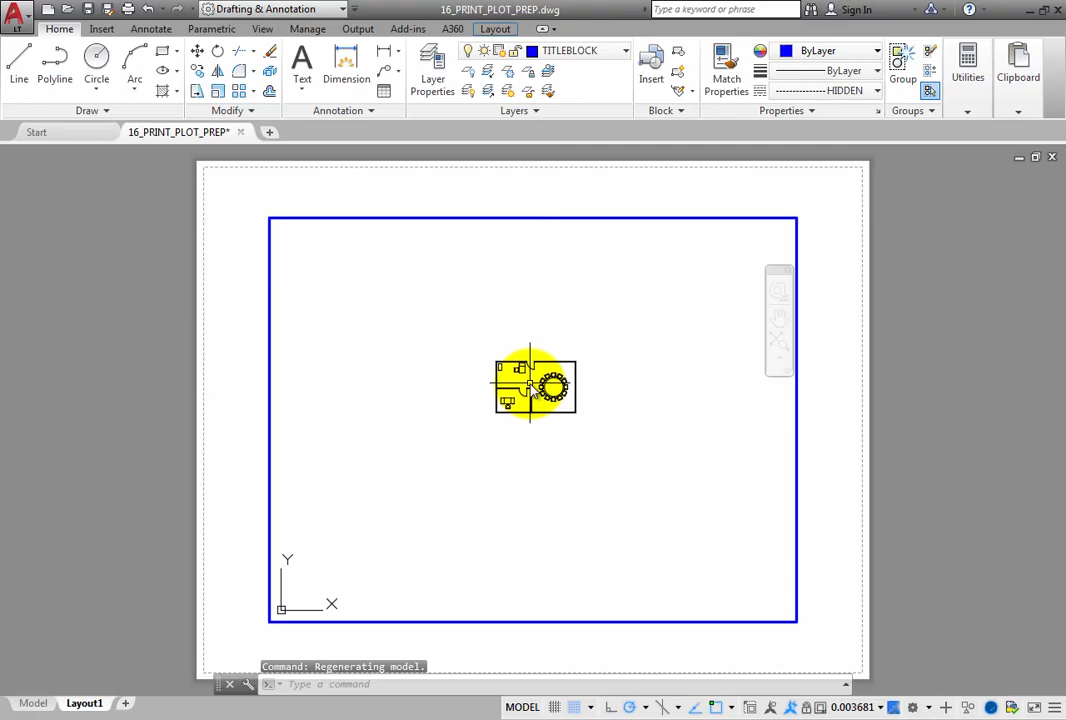 Drafting & Annotation
16_PRINT_PLOT_PREP.dwg
Type a keyword or phrase
Sign In
LT
Home Insert Annotate Parametric View Manage Output Add-ins A360 Layout
TITLEBLOCK
ByLayer
ByLayer
HIDDEN
Line Polyline Circle Arc Text Dimension Layer Properties Insert Match Properties Group Utilities Clipboard
Draw Modify Annotation Layers Block Properties Groups
Start
16_PRINT_PLOT_PREP*
Y
X
Command: Regenerating model.
Type a command
Model Layout1
MODEL
0.003681